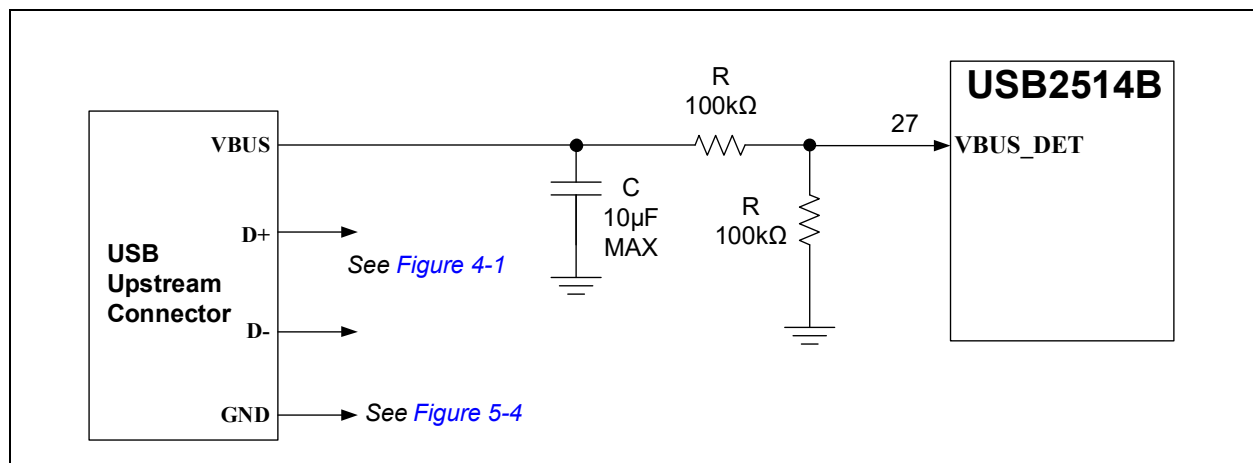 VBUS
D+
USB
Upstream
Connector
D-
GND
See Figure 4-1
See Figure 5-4
C
10µF
MAX
R
100kΩ
R
100kΩ
27
USB2514B
VBUS_DET